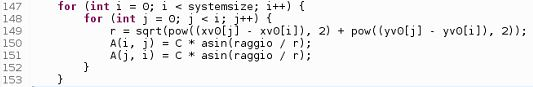 147 for (int i = 0; i < systemsize; i++) {
148 for (int j = 0; j < i; j++) {
149 r = sqrt(pow((xv0[j] - xv0[i]), 2) + pow((yv0[j] - yv0[i]), 2));
150 A(i, j) = C * asin(raggio / r);
151 A(j, i) = C * asin(raggio / r);
152 }
153 }